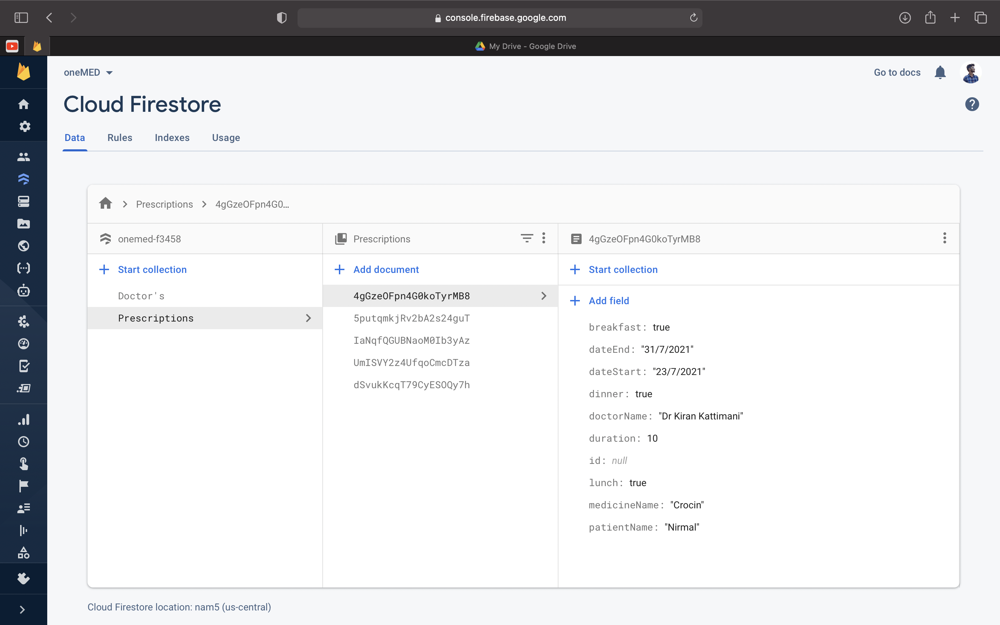 console.firebase.google.com
My Drive - Google Drive
oneMED
Go to docs
Cloud Firestore
?
Data Rules Indexes Usage
Prescriptions 4gGzeOFpn4G0...
onemed-f3458
Prescriptions
4gGzeOFpn4G0koTyrMB8
Start collection
Add document
Start collection
Doctor's
Prescriptions
4gGzeOFpn4G0koTyrMB8
5putqmkjRv2bA2s24guT
IaNqfQGUBNaoM0Ib3yAz
UmISVY2z4UfqoCmcDTza
dSvukKcqT79CyESOQy7h
Add field
breakfast: true
dateEnd: "31/7/2021"
dateStart: "23/7/2021"
dinner: true
doctorName: "Dr Kiran Kattimani"
duration: 10
id: null
lunch: true
medicineName: "Crocin"
patientName: "Nirmal"
Cloud Firestore location: nam5 (us-central)